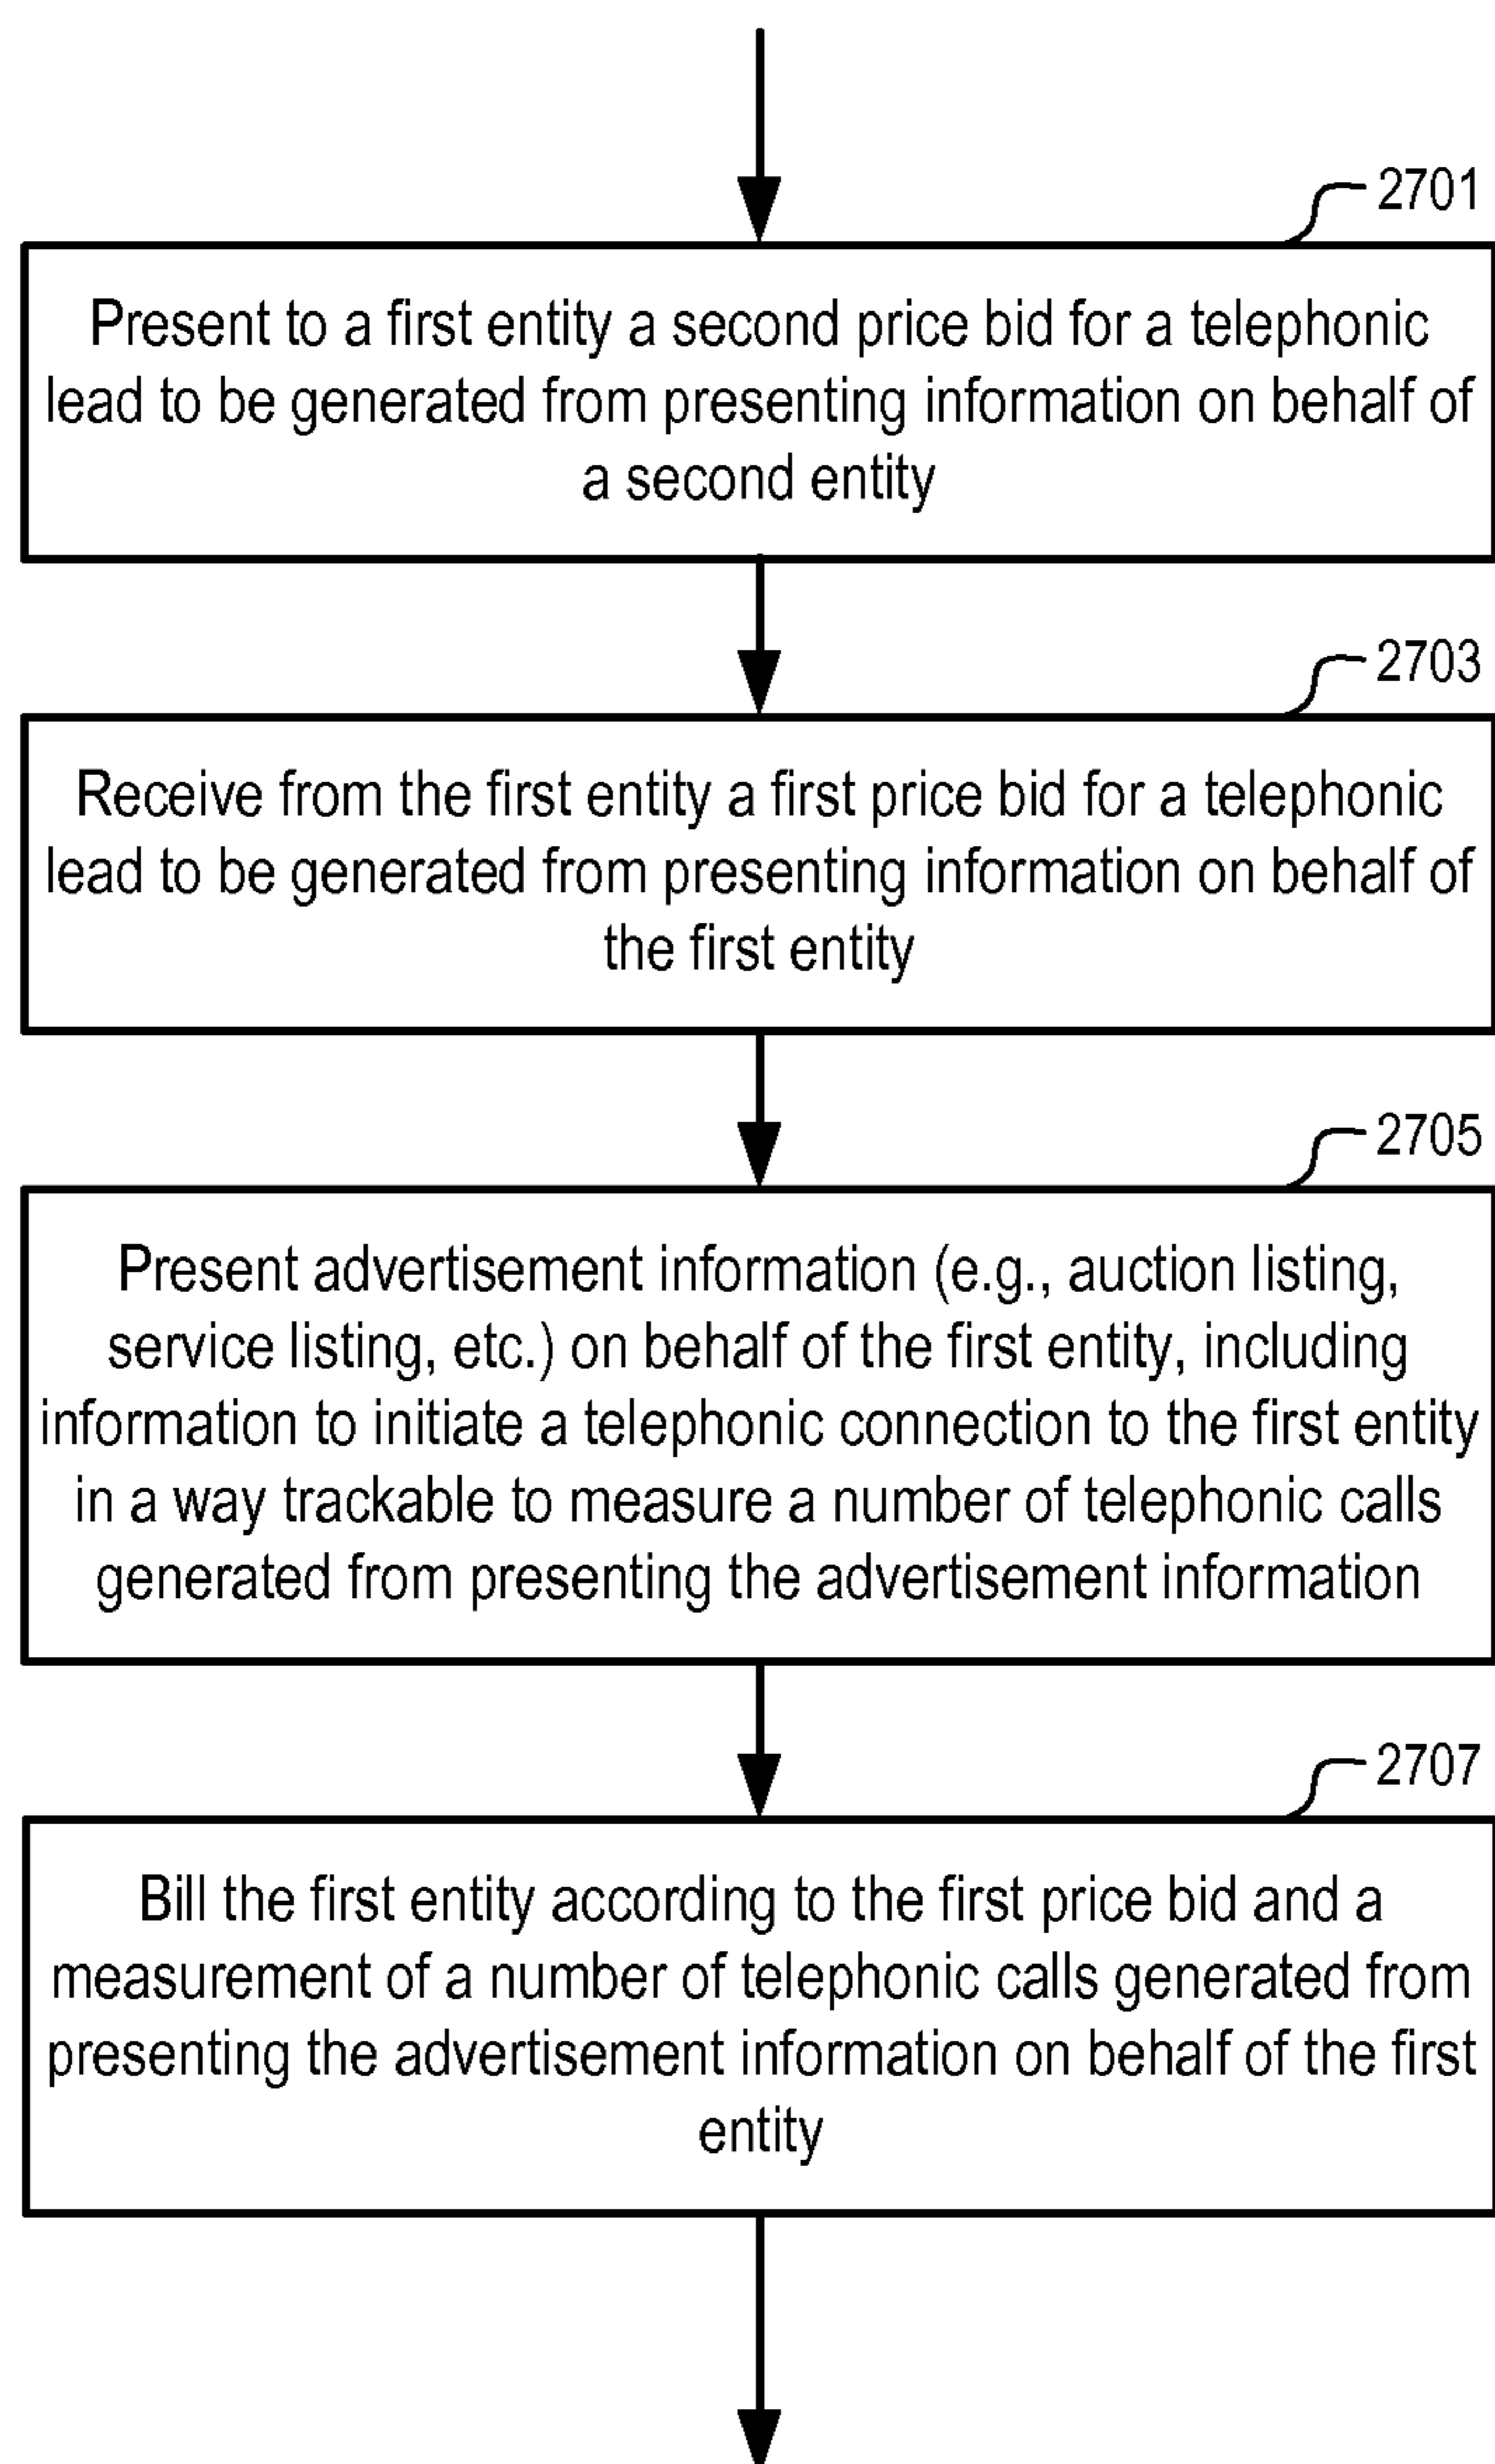 2701
Present to a first entity a second price bid for a telephonic
lead to be generated from presenting information on behalf of
a second entity
2703
Receive from the first entity a first price bid for a telephonic
lead to be generated from presenting information on behalf of
the first entity
2705
Present advertisement information (e.g., auction listing,
service listing, etc.) on behalf of the first entity, including
information to initiate a telephonic connection to the first entity
in a way trackable to measure a number of telephonic calls
generated from presenting the advertisement information
2707
Bill the first entity according to the first price bid and a
measurement of a number of telephonic calls generated from
presenting the advertisement information on behalf of the first
entity